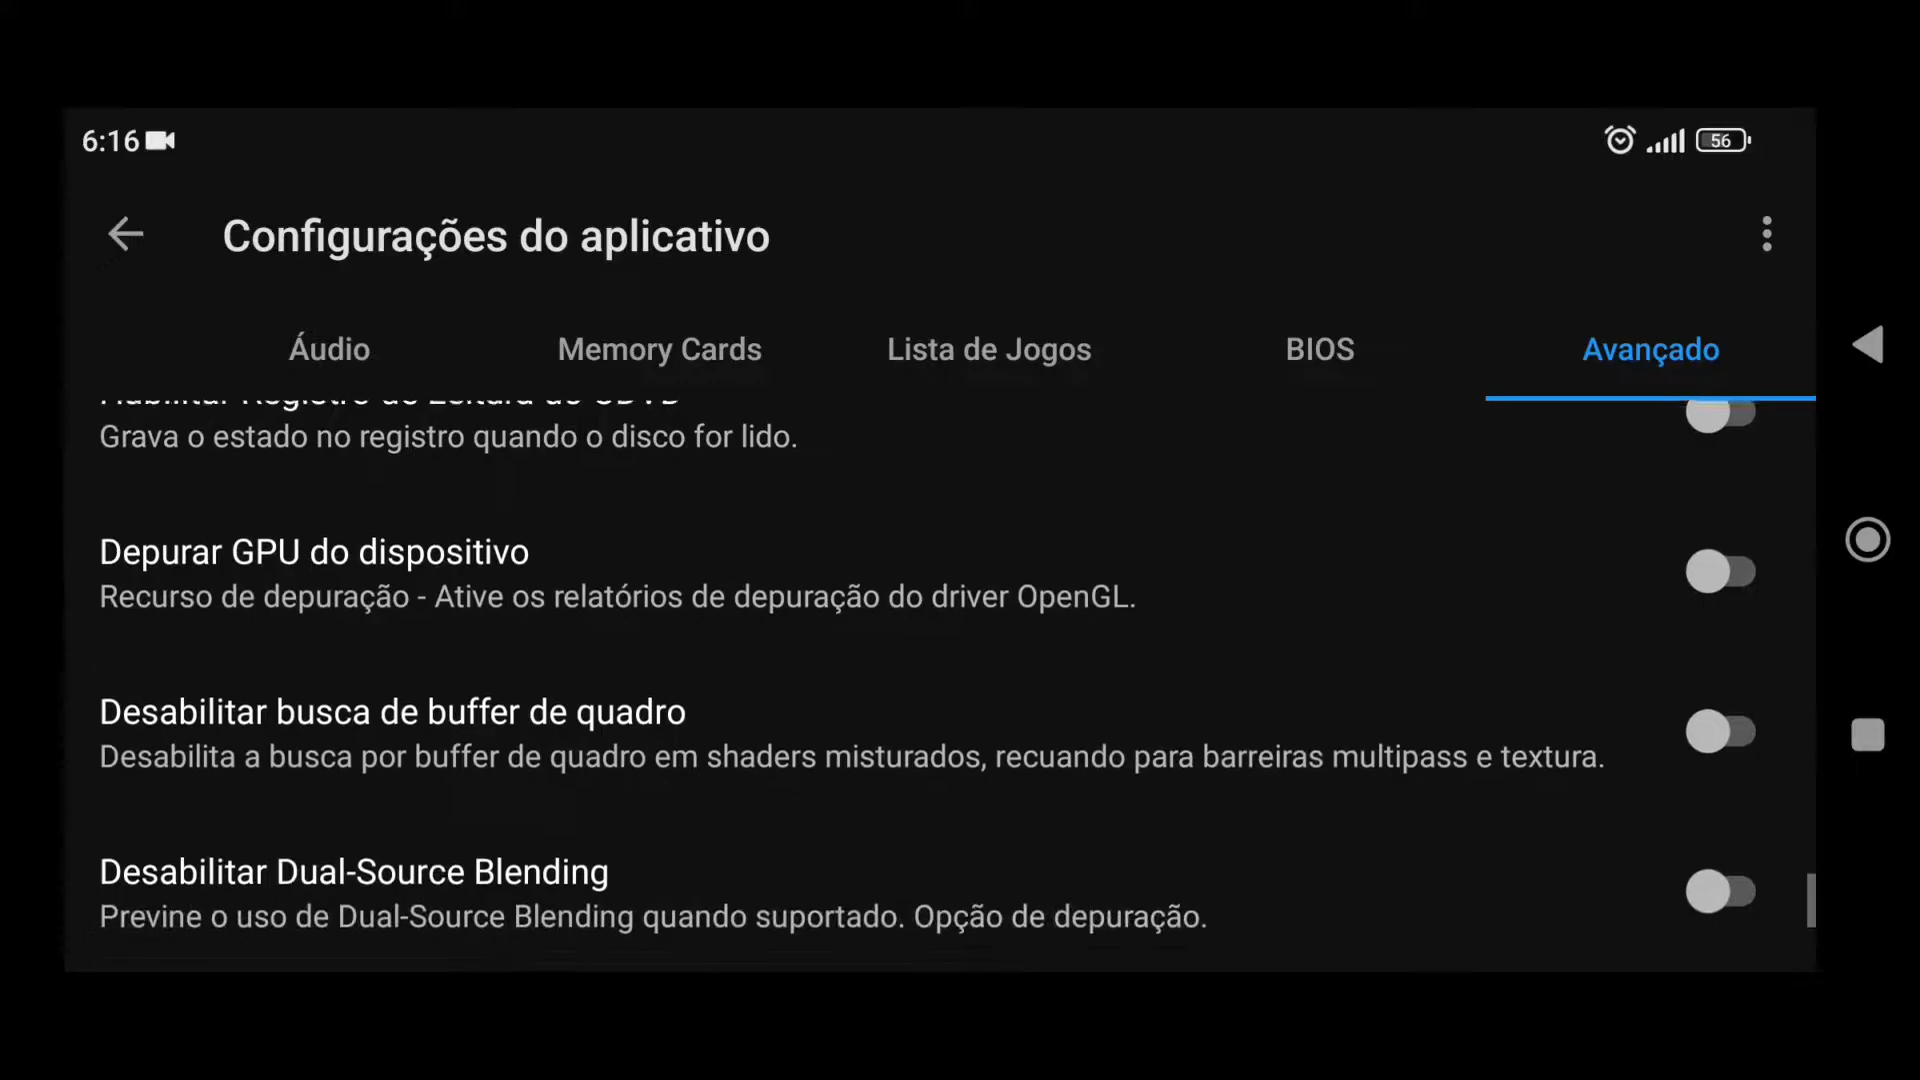 6:16
56
Configurações do aplicativo
Áudio Memory Cards Lista de Jogos BIOS Avançado
Grava o estado no registro quando o disco for lido.
Depurar GPU do dispositivo
Recurso de depuração - Ative os relatórios de depuração do driver OpenGL.
Desabilitar busca de buffer de quadro
Desabilita a busca por buffer de quadro em shaders misturados, recuando para barreiras multipass e textura.
Desabilitar Dual-Source Blending
Previne o uso de Dual-Source Blending quando suportado. Opção de depuração.